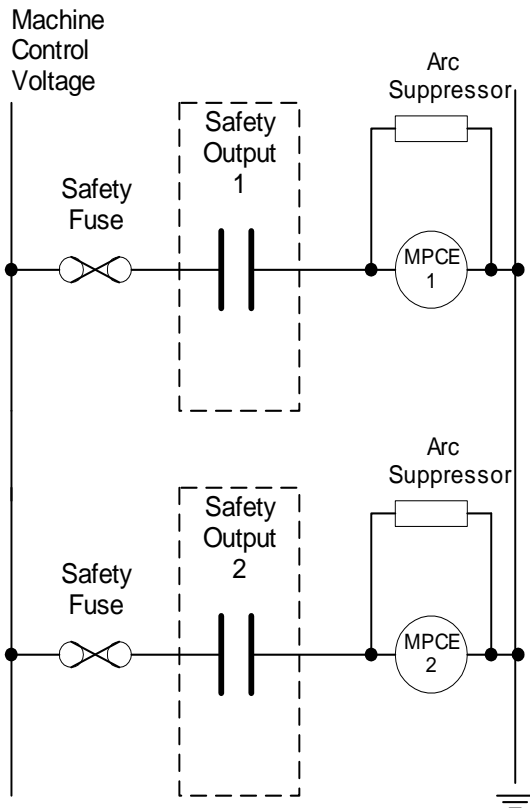 Machine
Control
Voltage
Arc
Suppressor
Safety
Output
1
Safety
Fuse
MPCE
1
Arc
Suppressor
Safety
Output
2
Safety
Fuse
MPCE
2